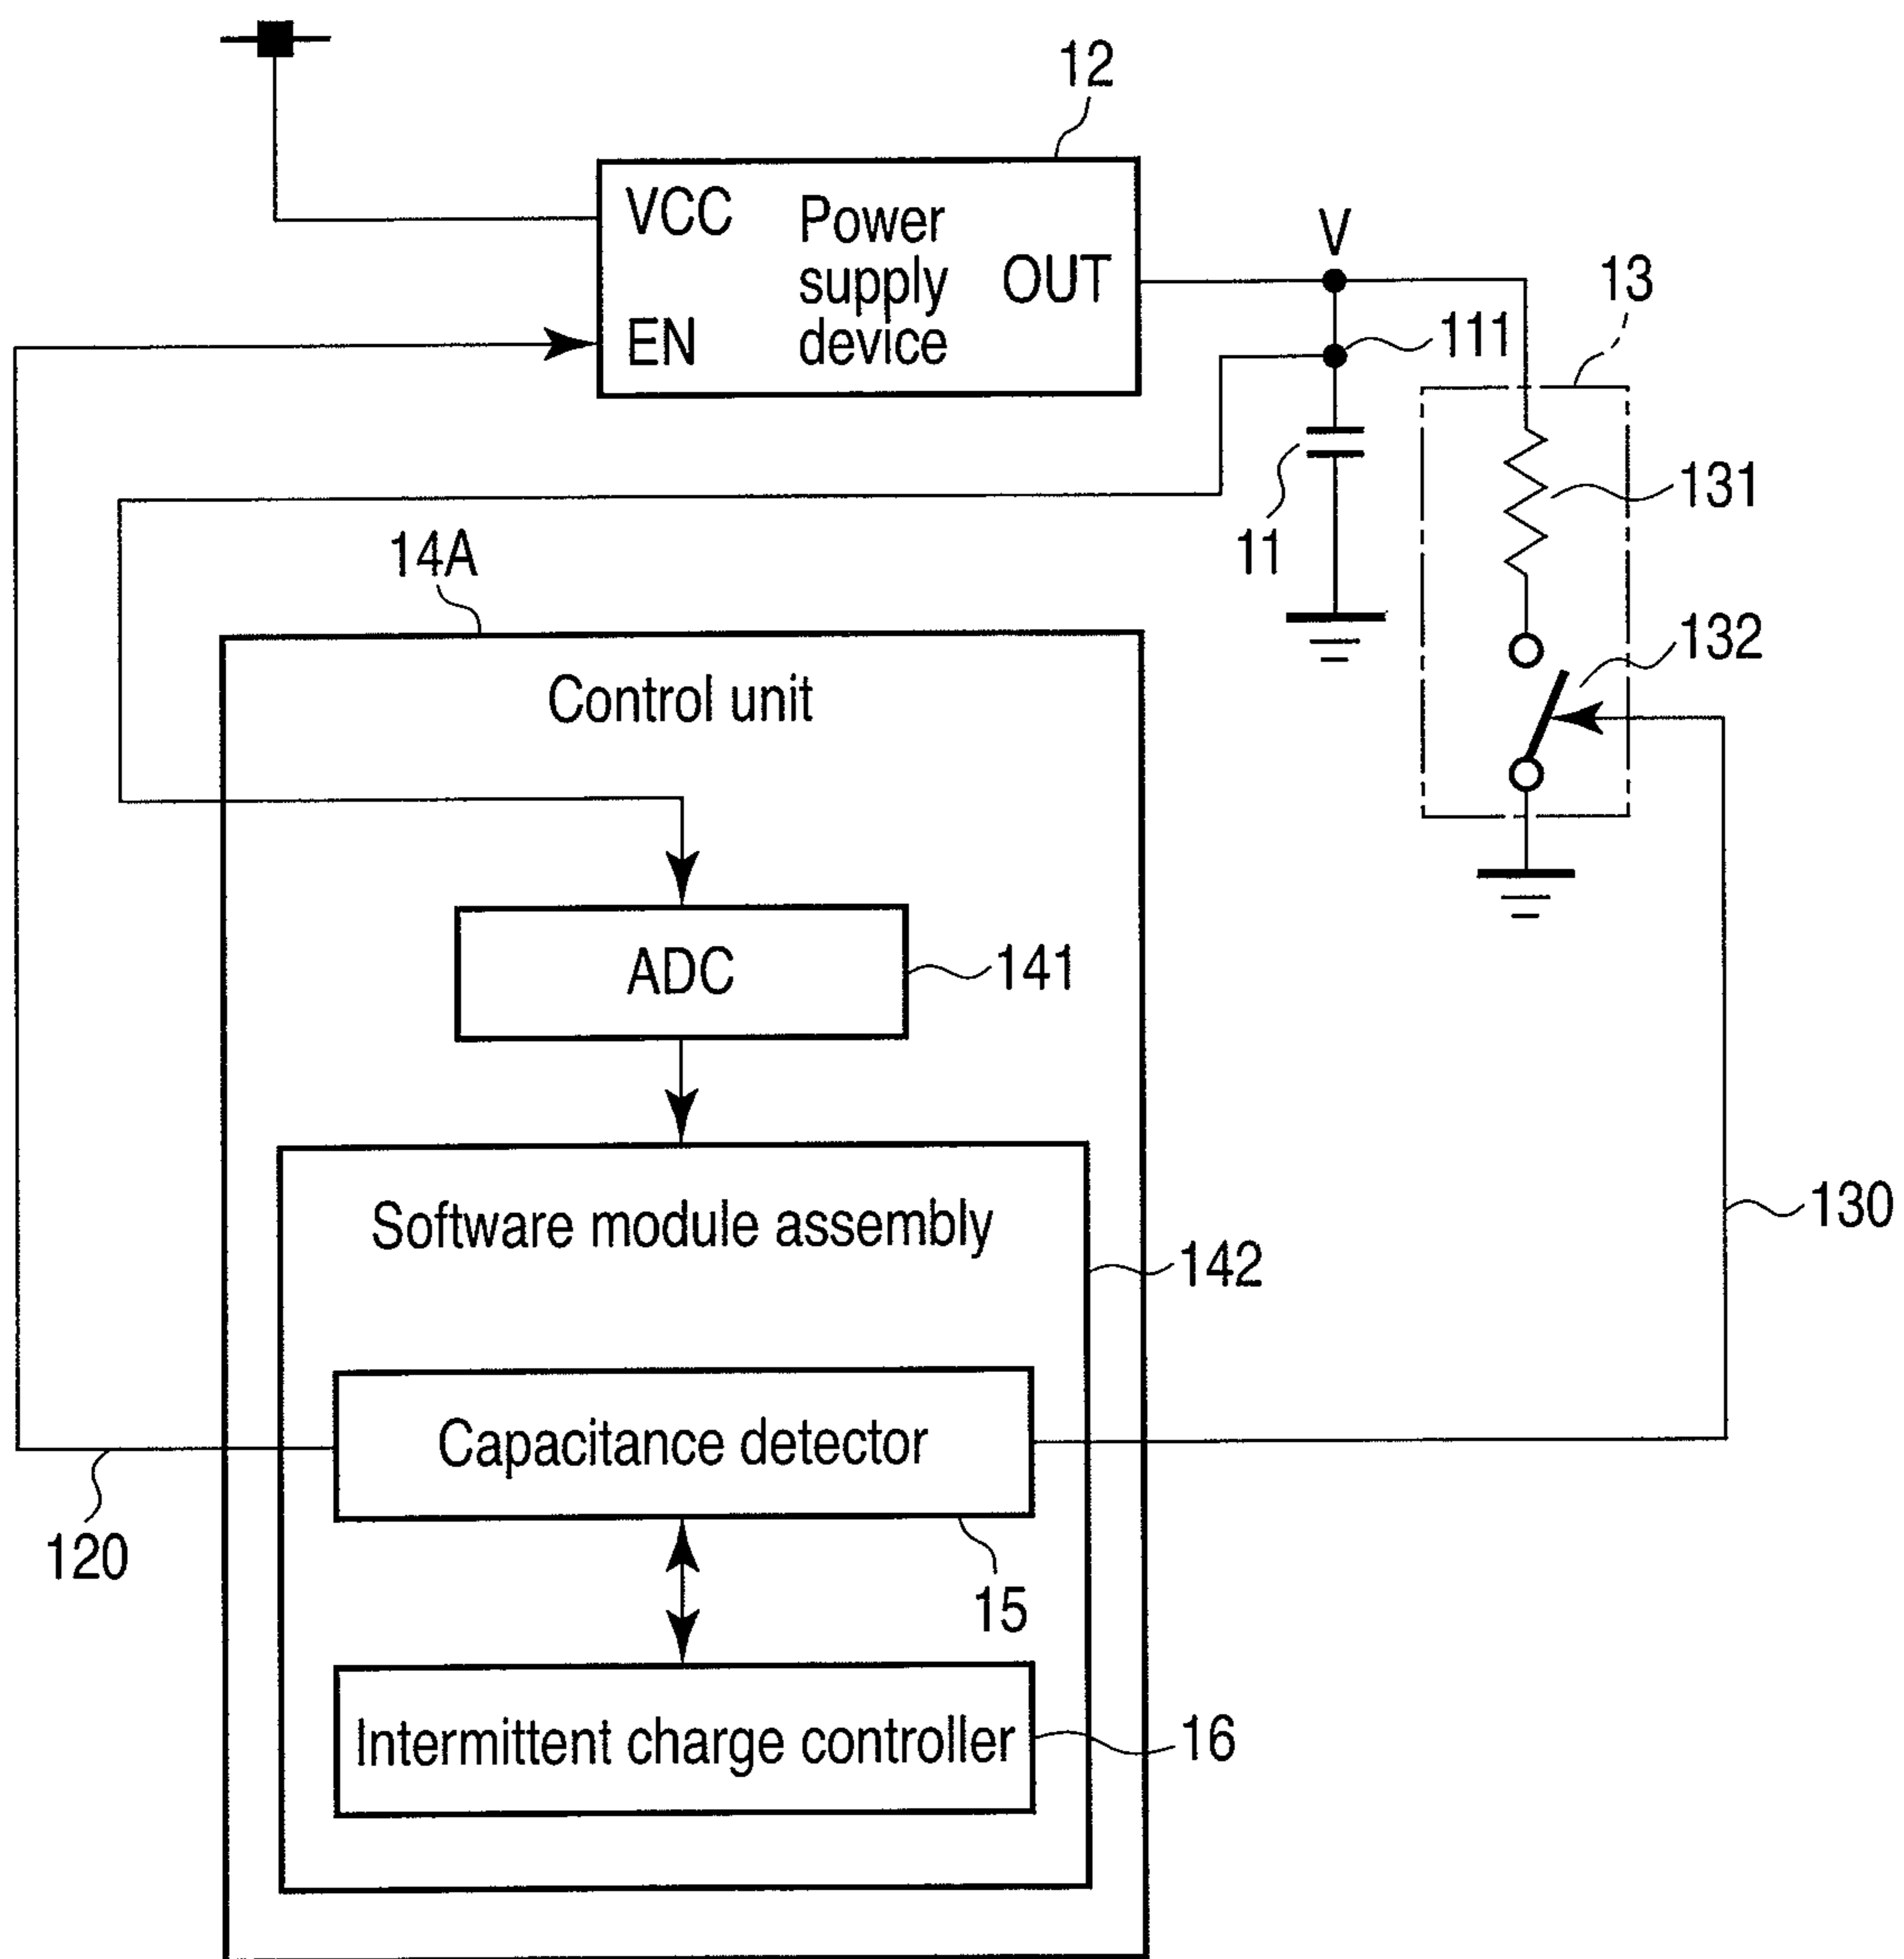 12
VCC
Power
supply
device
OUT
EN
V
111
13
11
131
132
14A
Control unit
ADC
141
Software module assembly
142
130
Capacitance detector
120
15
Intermittent charge controller
16